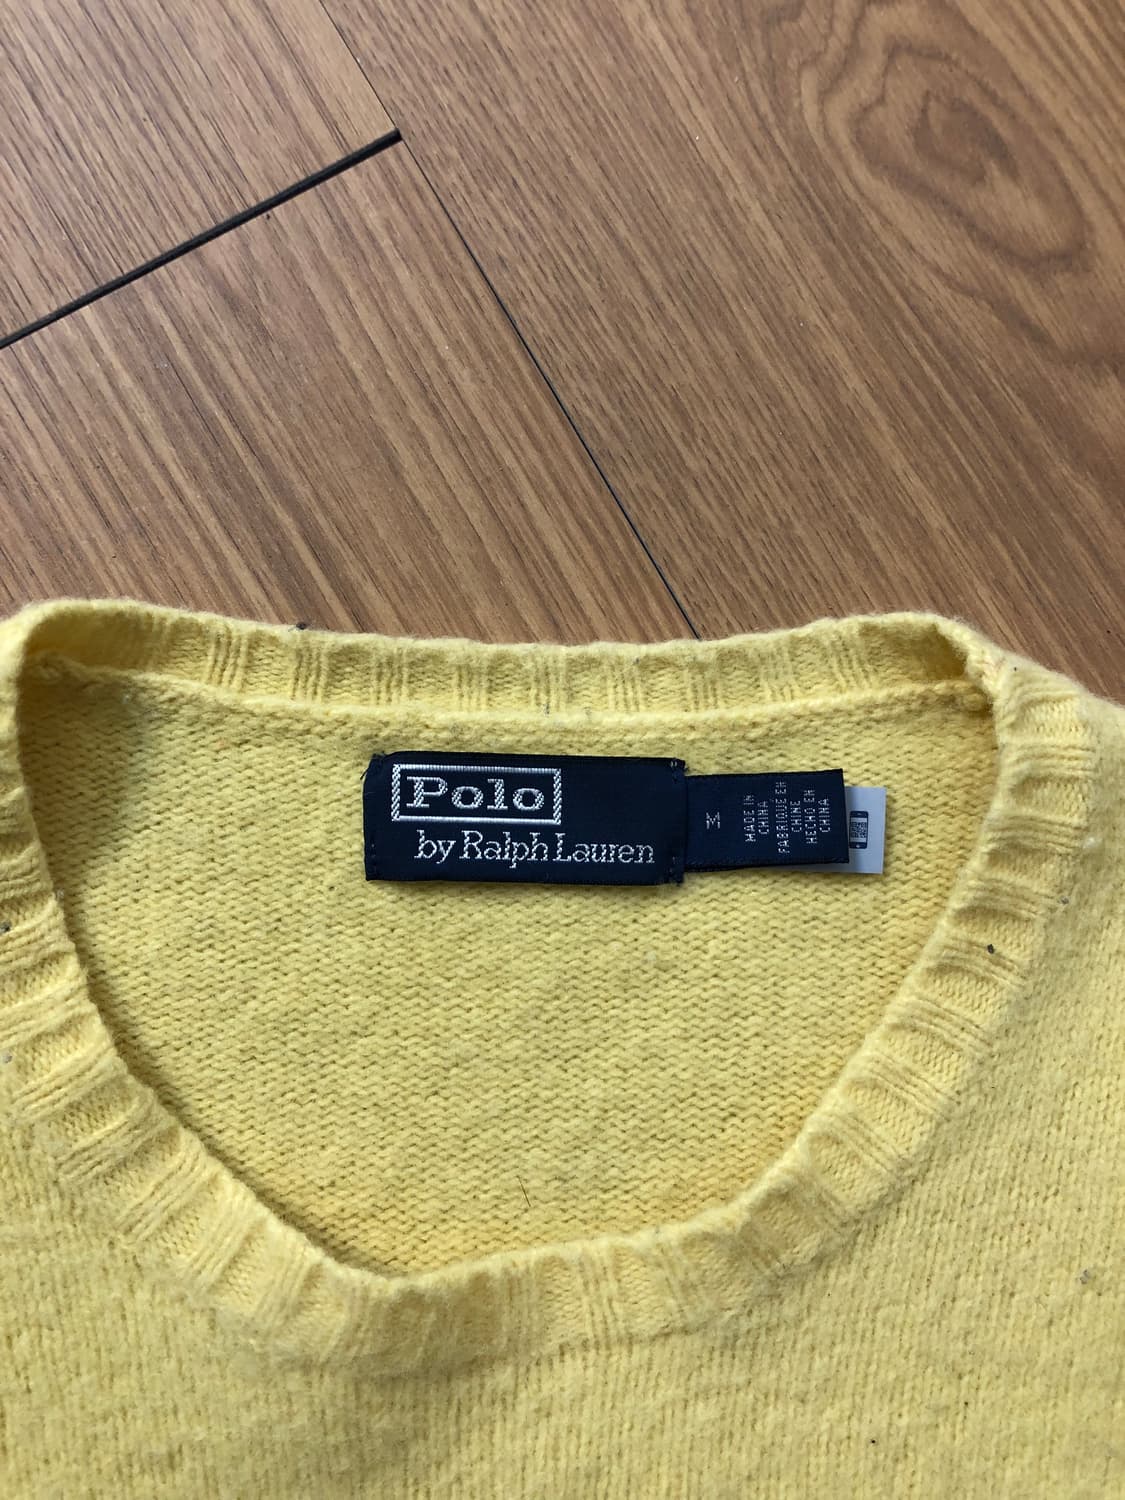 Polo
by Ralph Lauren
M
MADE IN
CHINA
FABRIQUÉ EN
CHINE
HECHO EN
CHINA